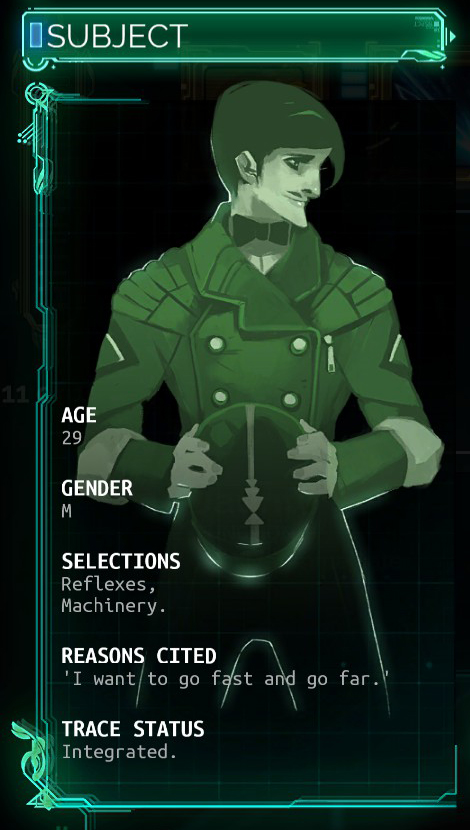 SUBJECT
11
AGE
29
GENDER
M
SELECTIONS
Reflexes,
Machinery.
REASONS CITED
'I want to go fast and go far.'
TRACE STATUS
Integrated.